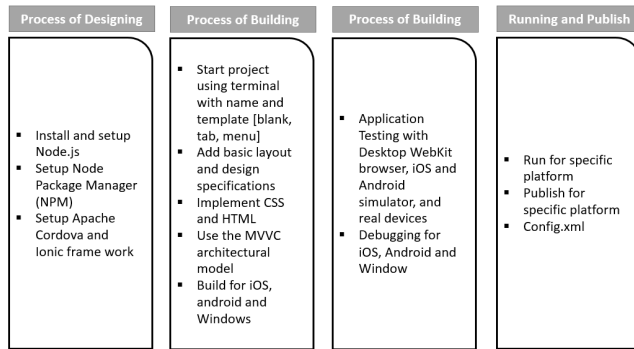 Process of Designing
Install and setup
Node.js
Setup Node
Package Manager
(NPM)
Setup Apache
Cordova and
Ionic frame work
Process of Building
Start project
using terminal
with name and
template [blank,
tab, menu]
Add basic layout
and design
specifications
Implement CSS
and HTML
Use the MVVC
architectural
model
Build for iOS,
android and
Windows
Process of Building
Application
Testing with
Desktop WebKit
browser, iOS and
Android
simulator, and
real devices
Debugging for
iOS, Android and
Window
Running and Publish
Run for specific
platform
Publish for
specific platform
Config.xml